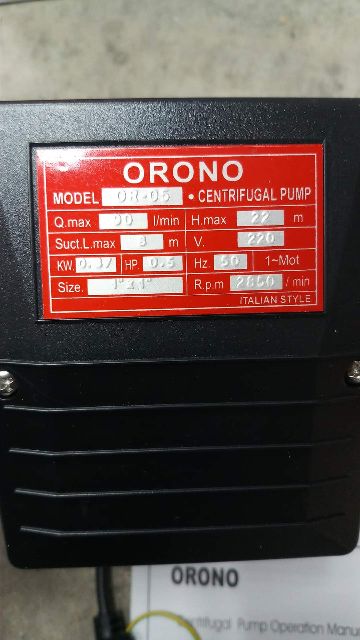 ORONO
MODEL OR-05 • CENTRIFUGAL PUMP
Q.max 90 l/min H.max 22 m
Suct.L.max 8 m V. 220
KW. 0.37 HP. 0.5 Hz 50 1~Mot
Size. 1"x1" R.p.m 2850 / min
ITALIAN STYLE
ORONO
Centrifugal Pump Operation Manu